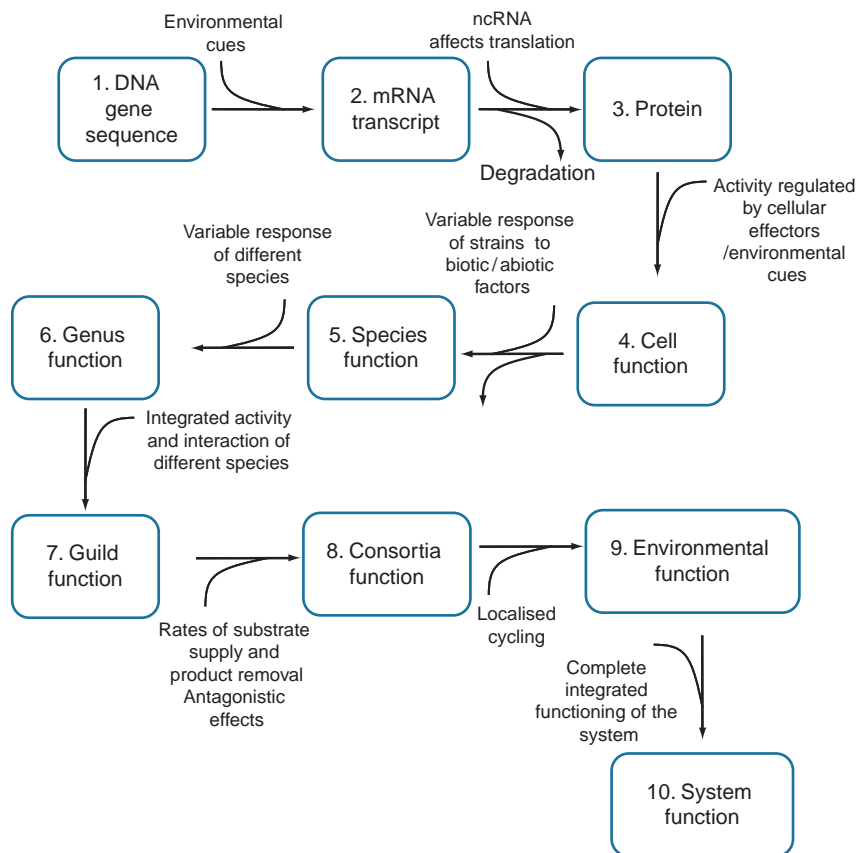 Environmental
cues
ncRNA
affects translation
1. DNA
gene
sequence
2. mRNA
transcript
3. Protein
Degradation
Activity regulated
by cellular
effectors
/environmental
cues
Variable response
of strains to
biotic/abiotic
factors
Variable response
of different
species
6. Genus
function
5. Species
function
4. Cell
function
Integrated activity
and interaction of
different species
7. Guild
function
8. Consortia
function
9. Environmental
function
Rates of substrate
supply and
product removal
Antagonistic
effects
Localised
cycling
Complete
integrated
functioning of the
system
10. System
function